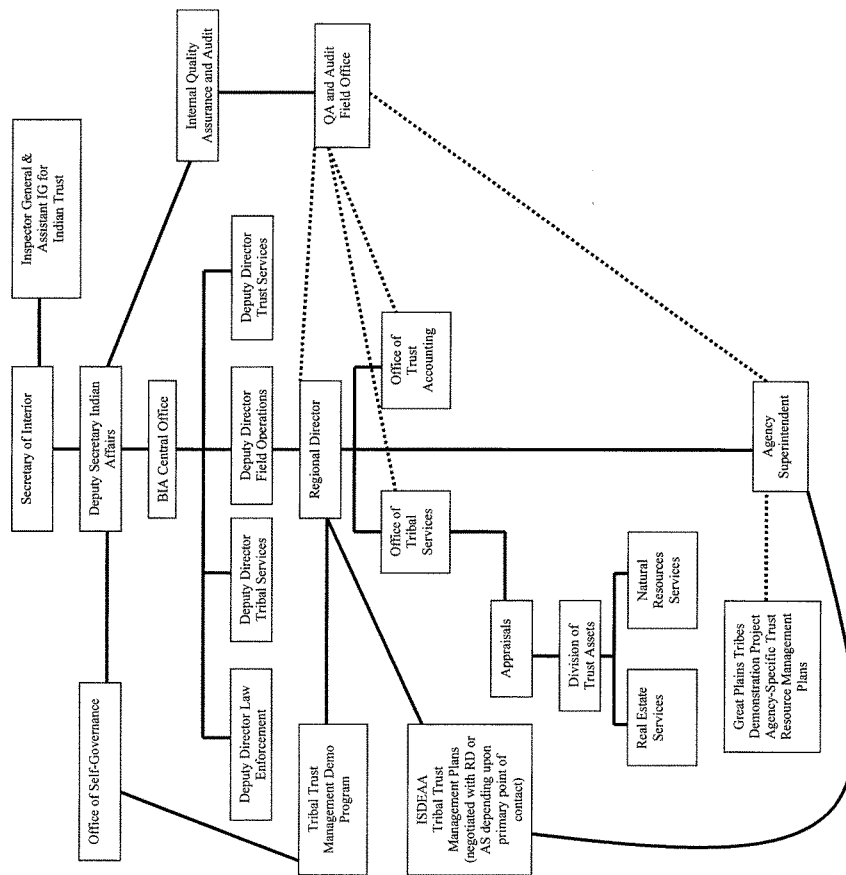 Secretary of Interior
Inspector General &
Assistant IG for
Indian Trust
Office of Self-Governance
Deputy Secretary Indian
Affairs
Internal Quality
Assurance and Audit
BIA Central Office
Deputy Director Law
Enforcement
Deputy Director
Tribal Services
Deputy Director
Field Operations
Deputy Director
Trust Services
QA and Audit
Field Office
Tribal Trust
Management Demo
Program
Regional Director
ISDEAA
Tribal Trust
Management Plans
(negotiated with RD or
AS depending upon
primary point of
contact)
Office of
Tribal
Services
Office of
Trust
Accounting
Appraisals
Division of
Trust Assets
Real Estate
Services
Natural
Resources
Services
Great Plains Tribes
Demonstration Project
Agency-Specific Trust
Resource Management
Plans
Agency
Superintendent